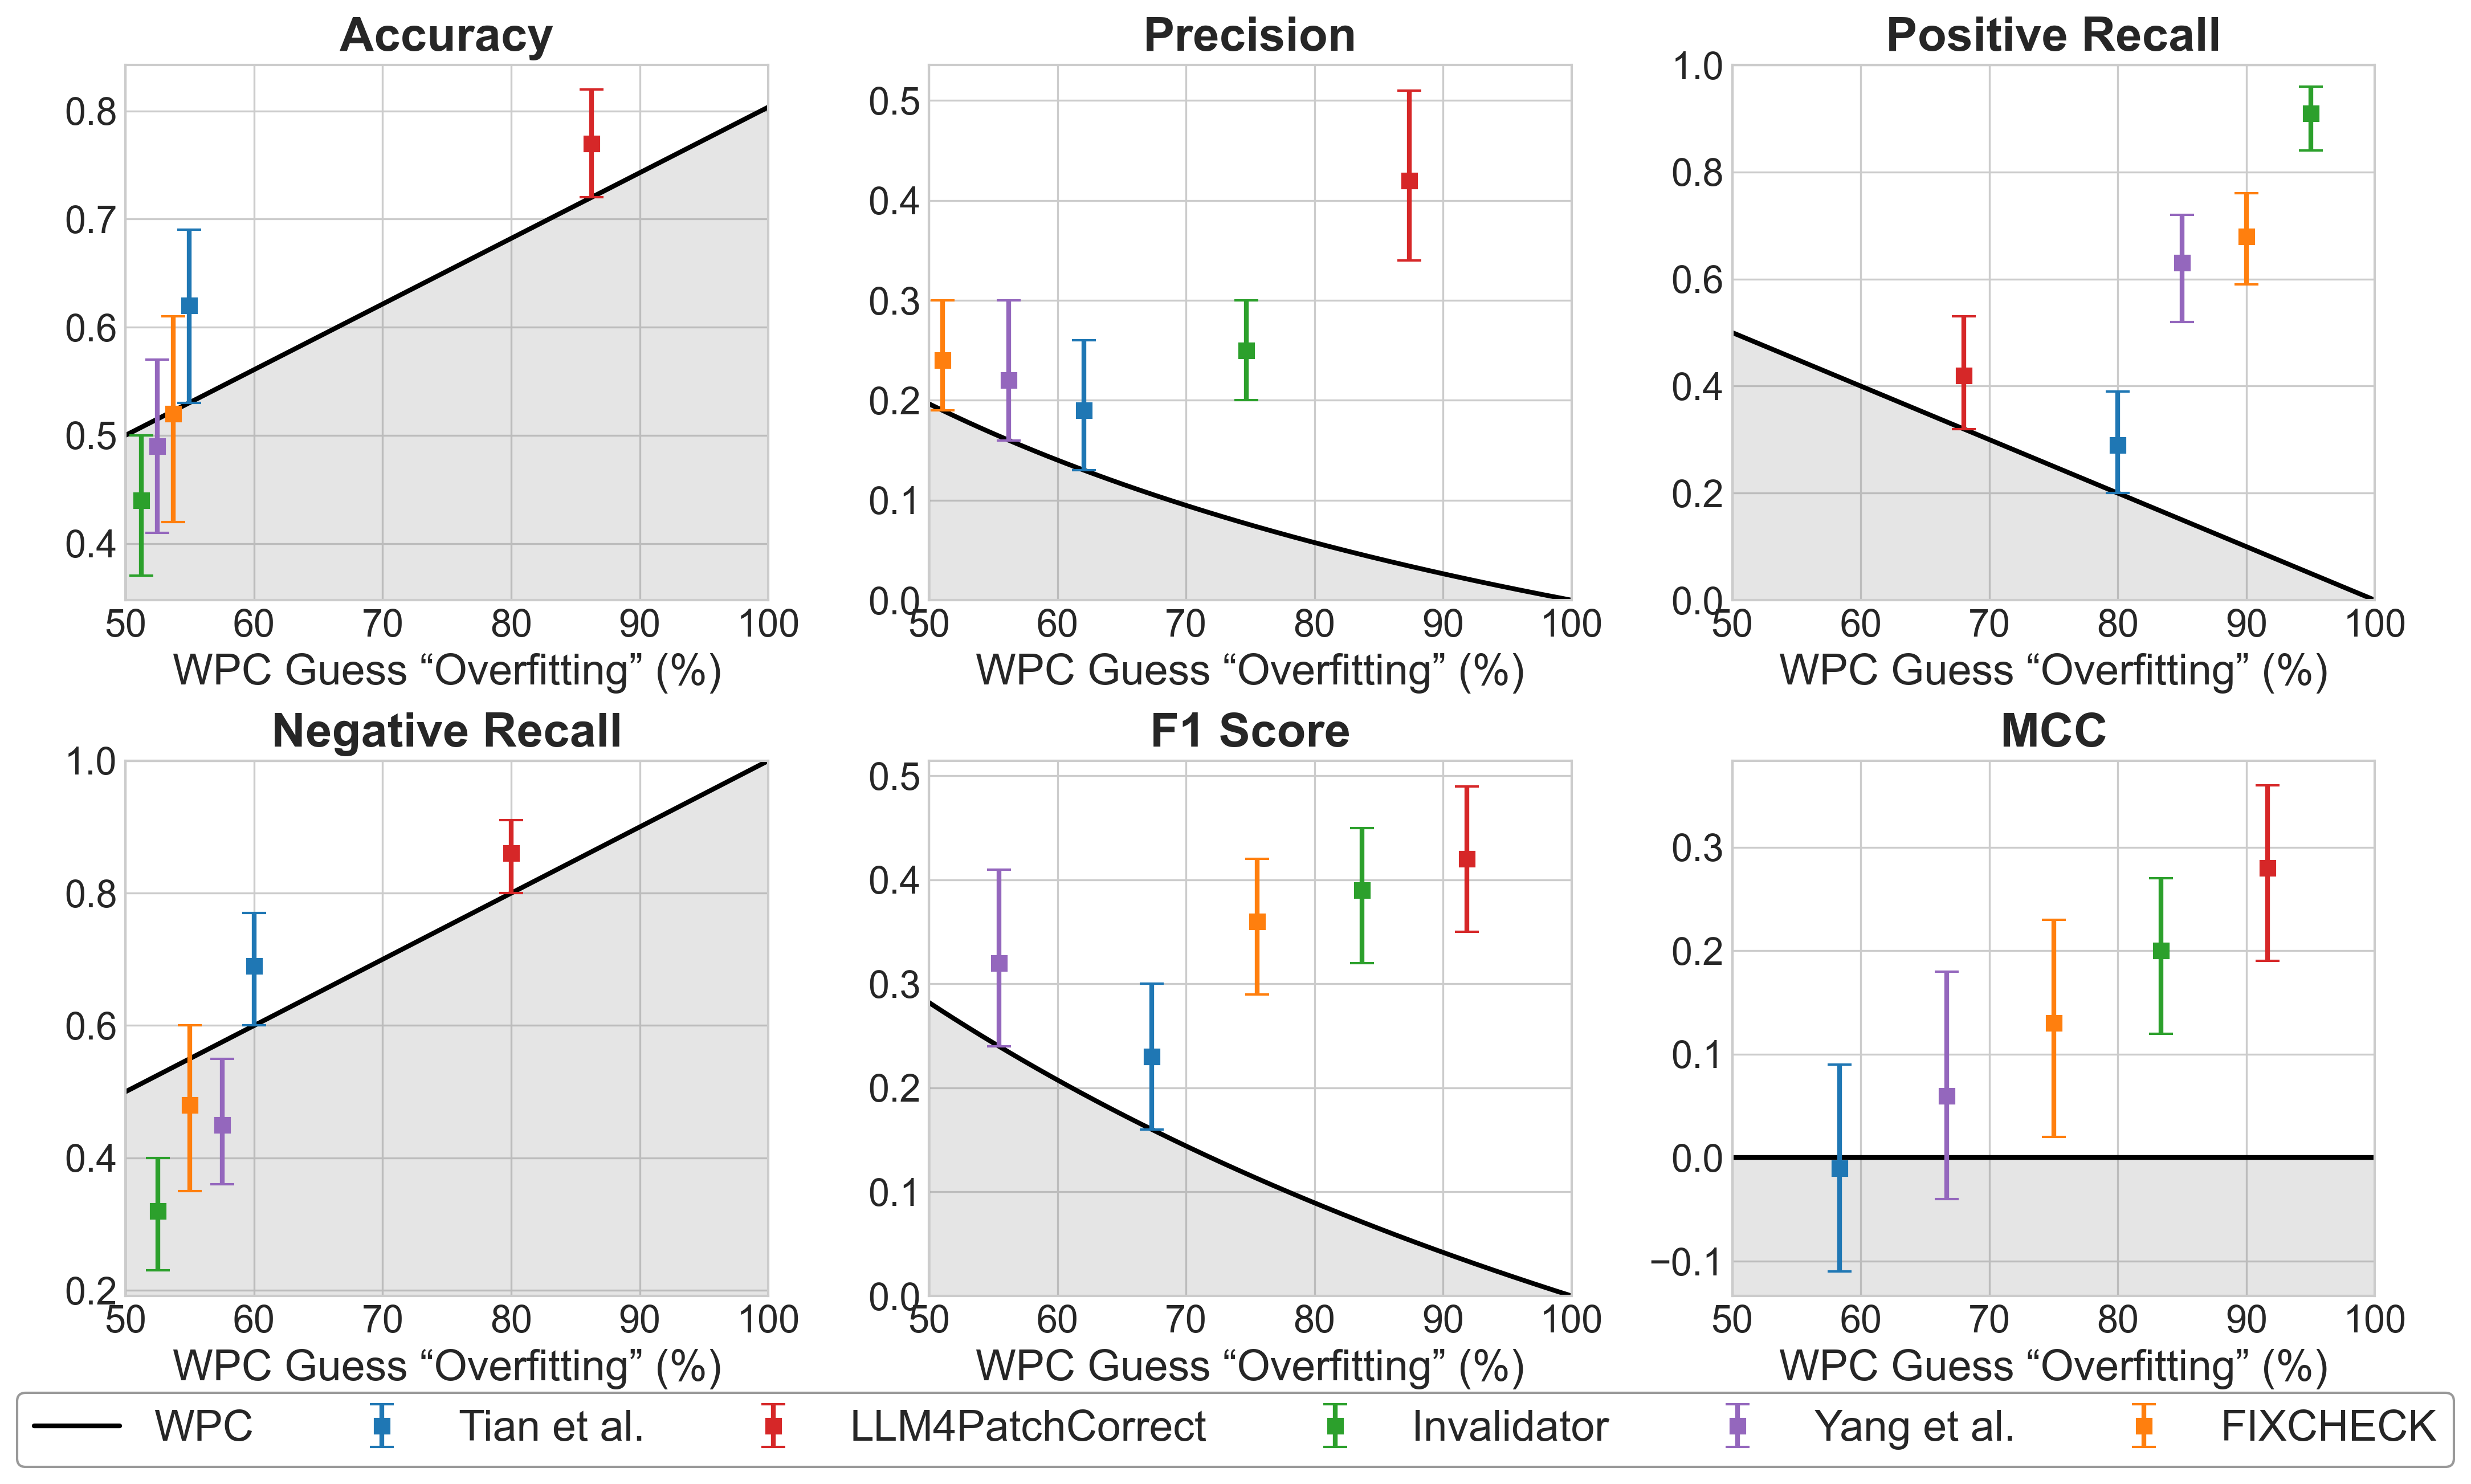 Accuracy
0.8
0.7
0.6
0.5
0.4
50 60 70 80 90 100
WPC Guess “Overfitting” (%)
Precision
0.5
0.4
0.3
0.2
0.1
0.0
50 60 70 80 90 100
WPC Guess “Overfitting” (%)
Positive Recall
1.0
0.8
0.6
0.4
0.2
0.0
50 60 70 80 90 100
WPC Guess “Overfitting” (%)
Negative Recall
1.0
0.8
0.6
0.4
0.2
50 60 70 80 90 100
WPC Guess “Overfitting” (%)
F1 Score
0.5
0.4
0.3
0.2
0.1
0.0
50 60 70 80 90 100
WPC Guess “Overfitting” (%)
MCC
0.3
0.2
0.1
0.0
−0.1
50 60 70 80 90 100
WPC Guess “Overfitting” (%)
WPC Tian et al. LLM4PatchCorrect Invalidator Yang et al. FIXCHECK